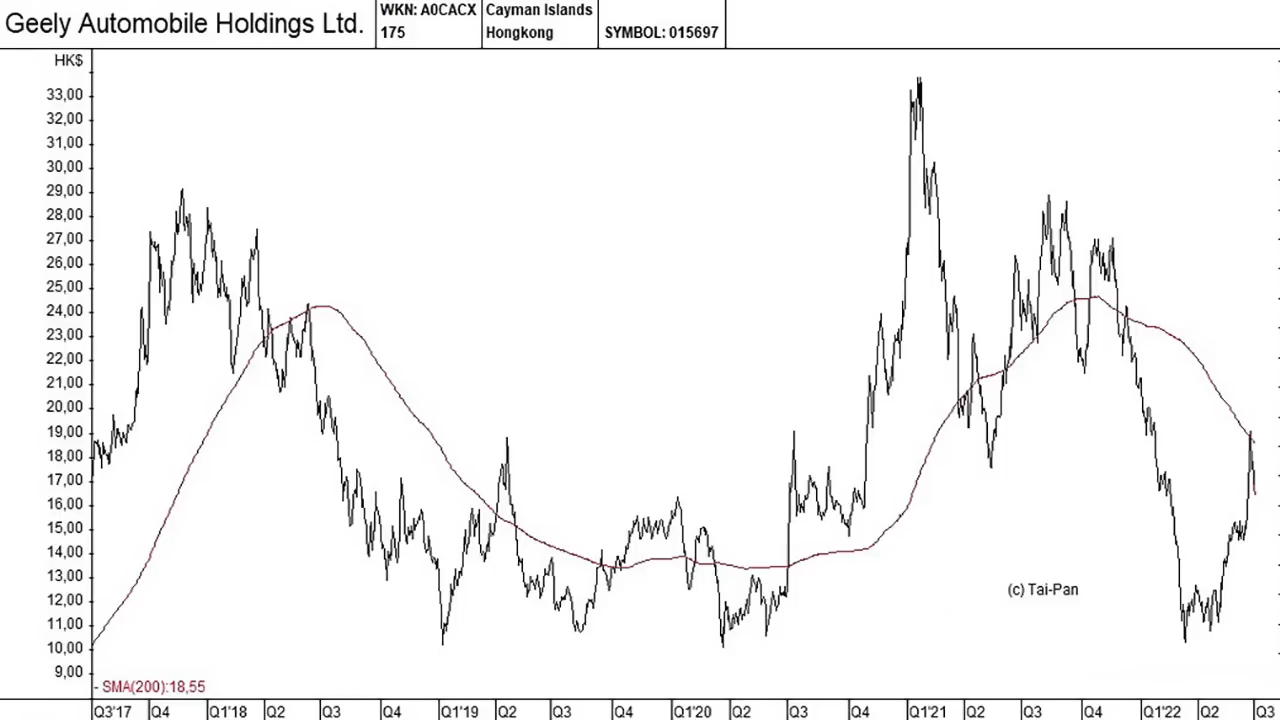 Geely Automobile Holdings Ltd.
WKN: A0CACX
175
Cayman Islands
Hongkong
SYMBOL: 015697
HK$
33,00
32,00
31,00
30,00
29,00
28,00
27,00
26,00
25,00
24,00
23,00
22,00
21,00
20,00
19,00
18,00
17,00
16,00
15,00
14,00
13,00
12,00
11,00
10,00
9,00
(c) Tai-Pan
- SMA(200):18,55
Q3'17 Q4 Q1'18 Q2 Q3 Q4 Q1'19 Q2 Q3 Q4 Q1'20 Q2 Q3 Q4 Q1'21 Q2 Q3 Q4 Q1'22 Q2 Q3